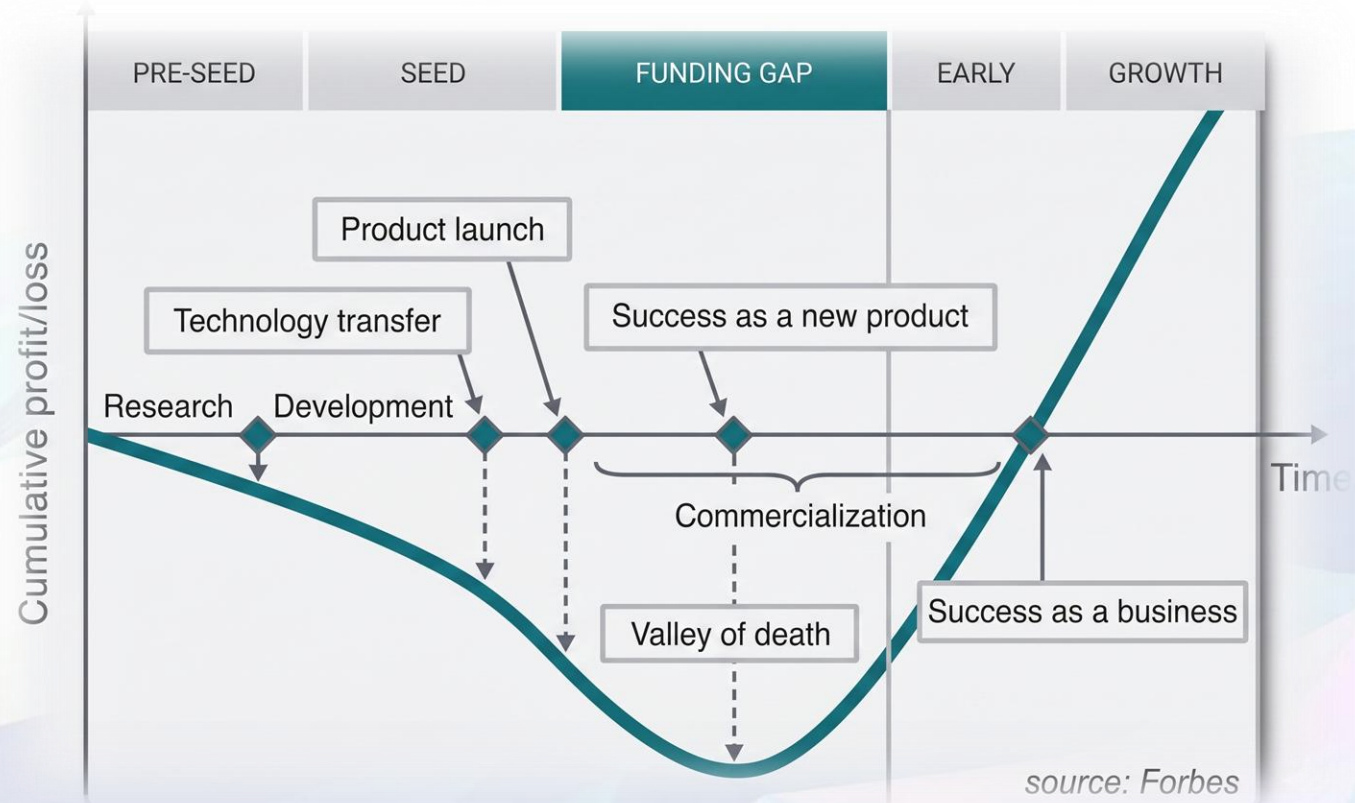 PRE-SEED
SEED
FUNDING GAP
EARLY
GROWTH
Product launch
Technology transfer
Success as a new product
Research
Development
Cumulative profit/loss
Time
Commercialization
Success as a business
Valley of death
source: Forbes